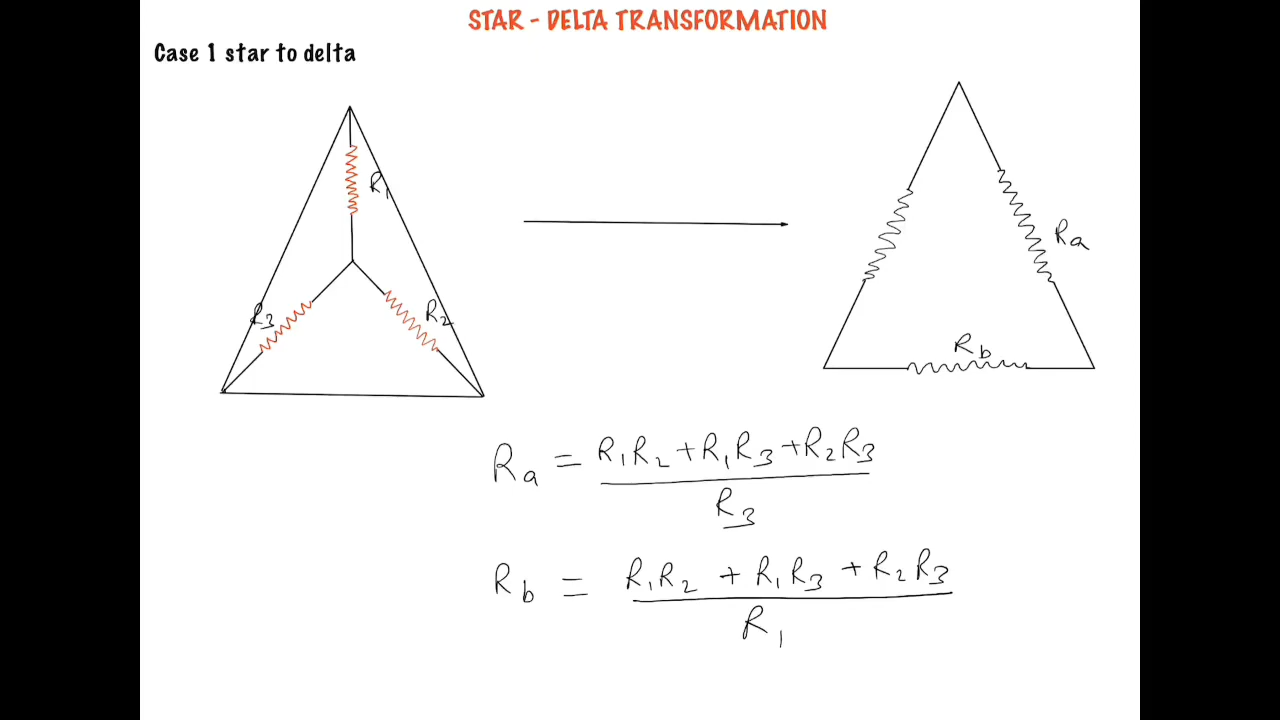 STAR - DELTA TRANSFORMATION
Case 1 star to delta
R1
R3
R2
Ra
Rb
Ra = R1R2 + R1R3 + R2R3
R3
Rb = R1R2 + R1R3 + R2R3
R1